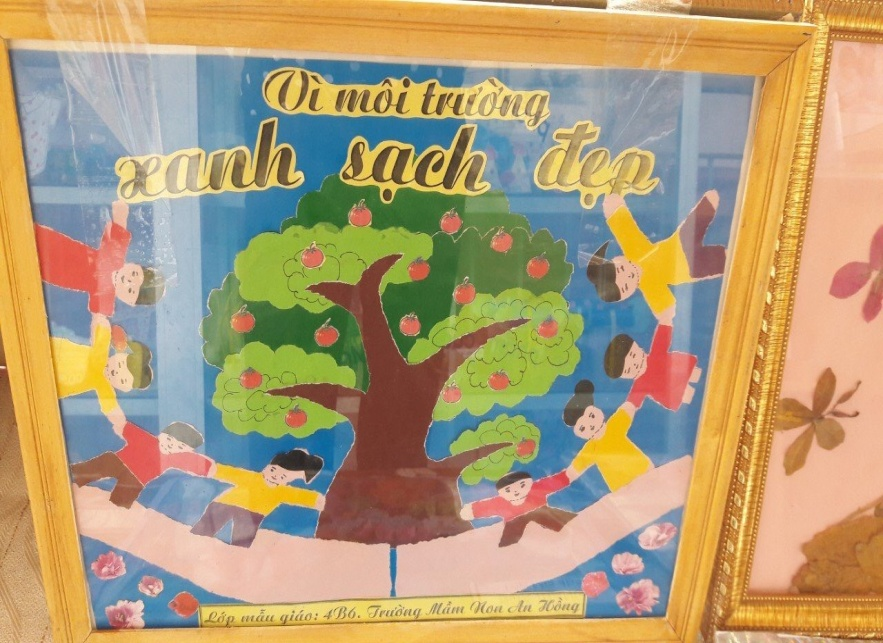 Vì môi trường
xanh sạch đẹp
Lớp mẫu giáo: 4B6. Trường Mầm Non An Hồng